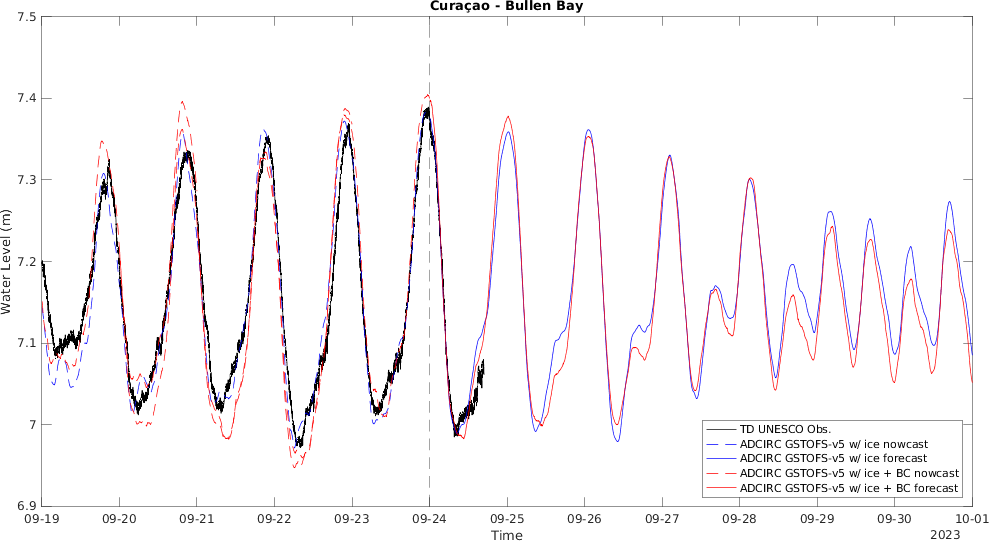 Curaçao - Bullen Bay
7.5
7.4
7.3
7.2
7.1
7
6.9
Water Level (m)
09-19 09-20 09-21 09-22 09-23 09-24 09-25 09-26 09-27 09-28 09-29 09-30 10-01
Time
2023
TD UNESCO Obs.
ADCIRC GSTOFS-v5 w/ ice nowcast
ADCIRC GSTOFS-v5 w/ ice forecast
ADCIRC GSTOFS-v5 w/ ice + BC nowcast
ADCIRC GSTOFS-v5 w/ ice + BC forecast